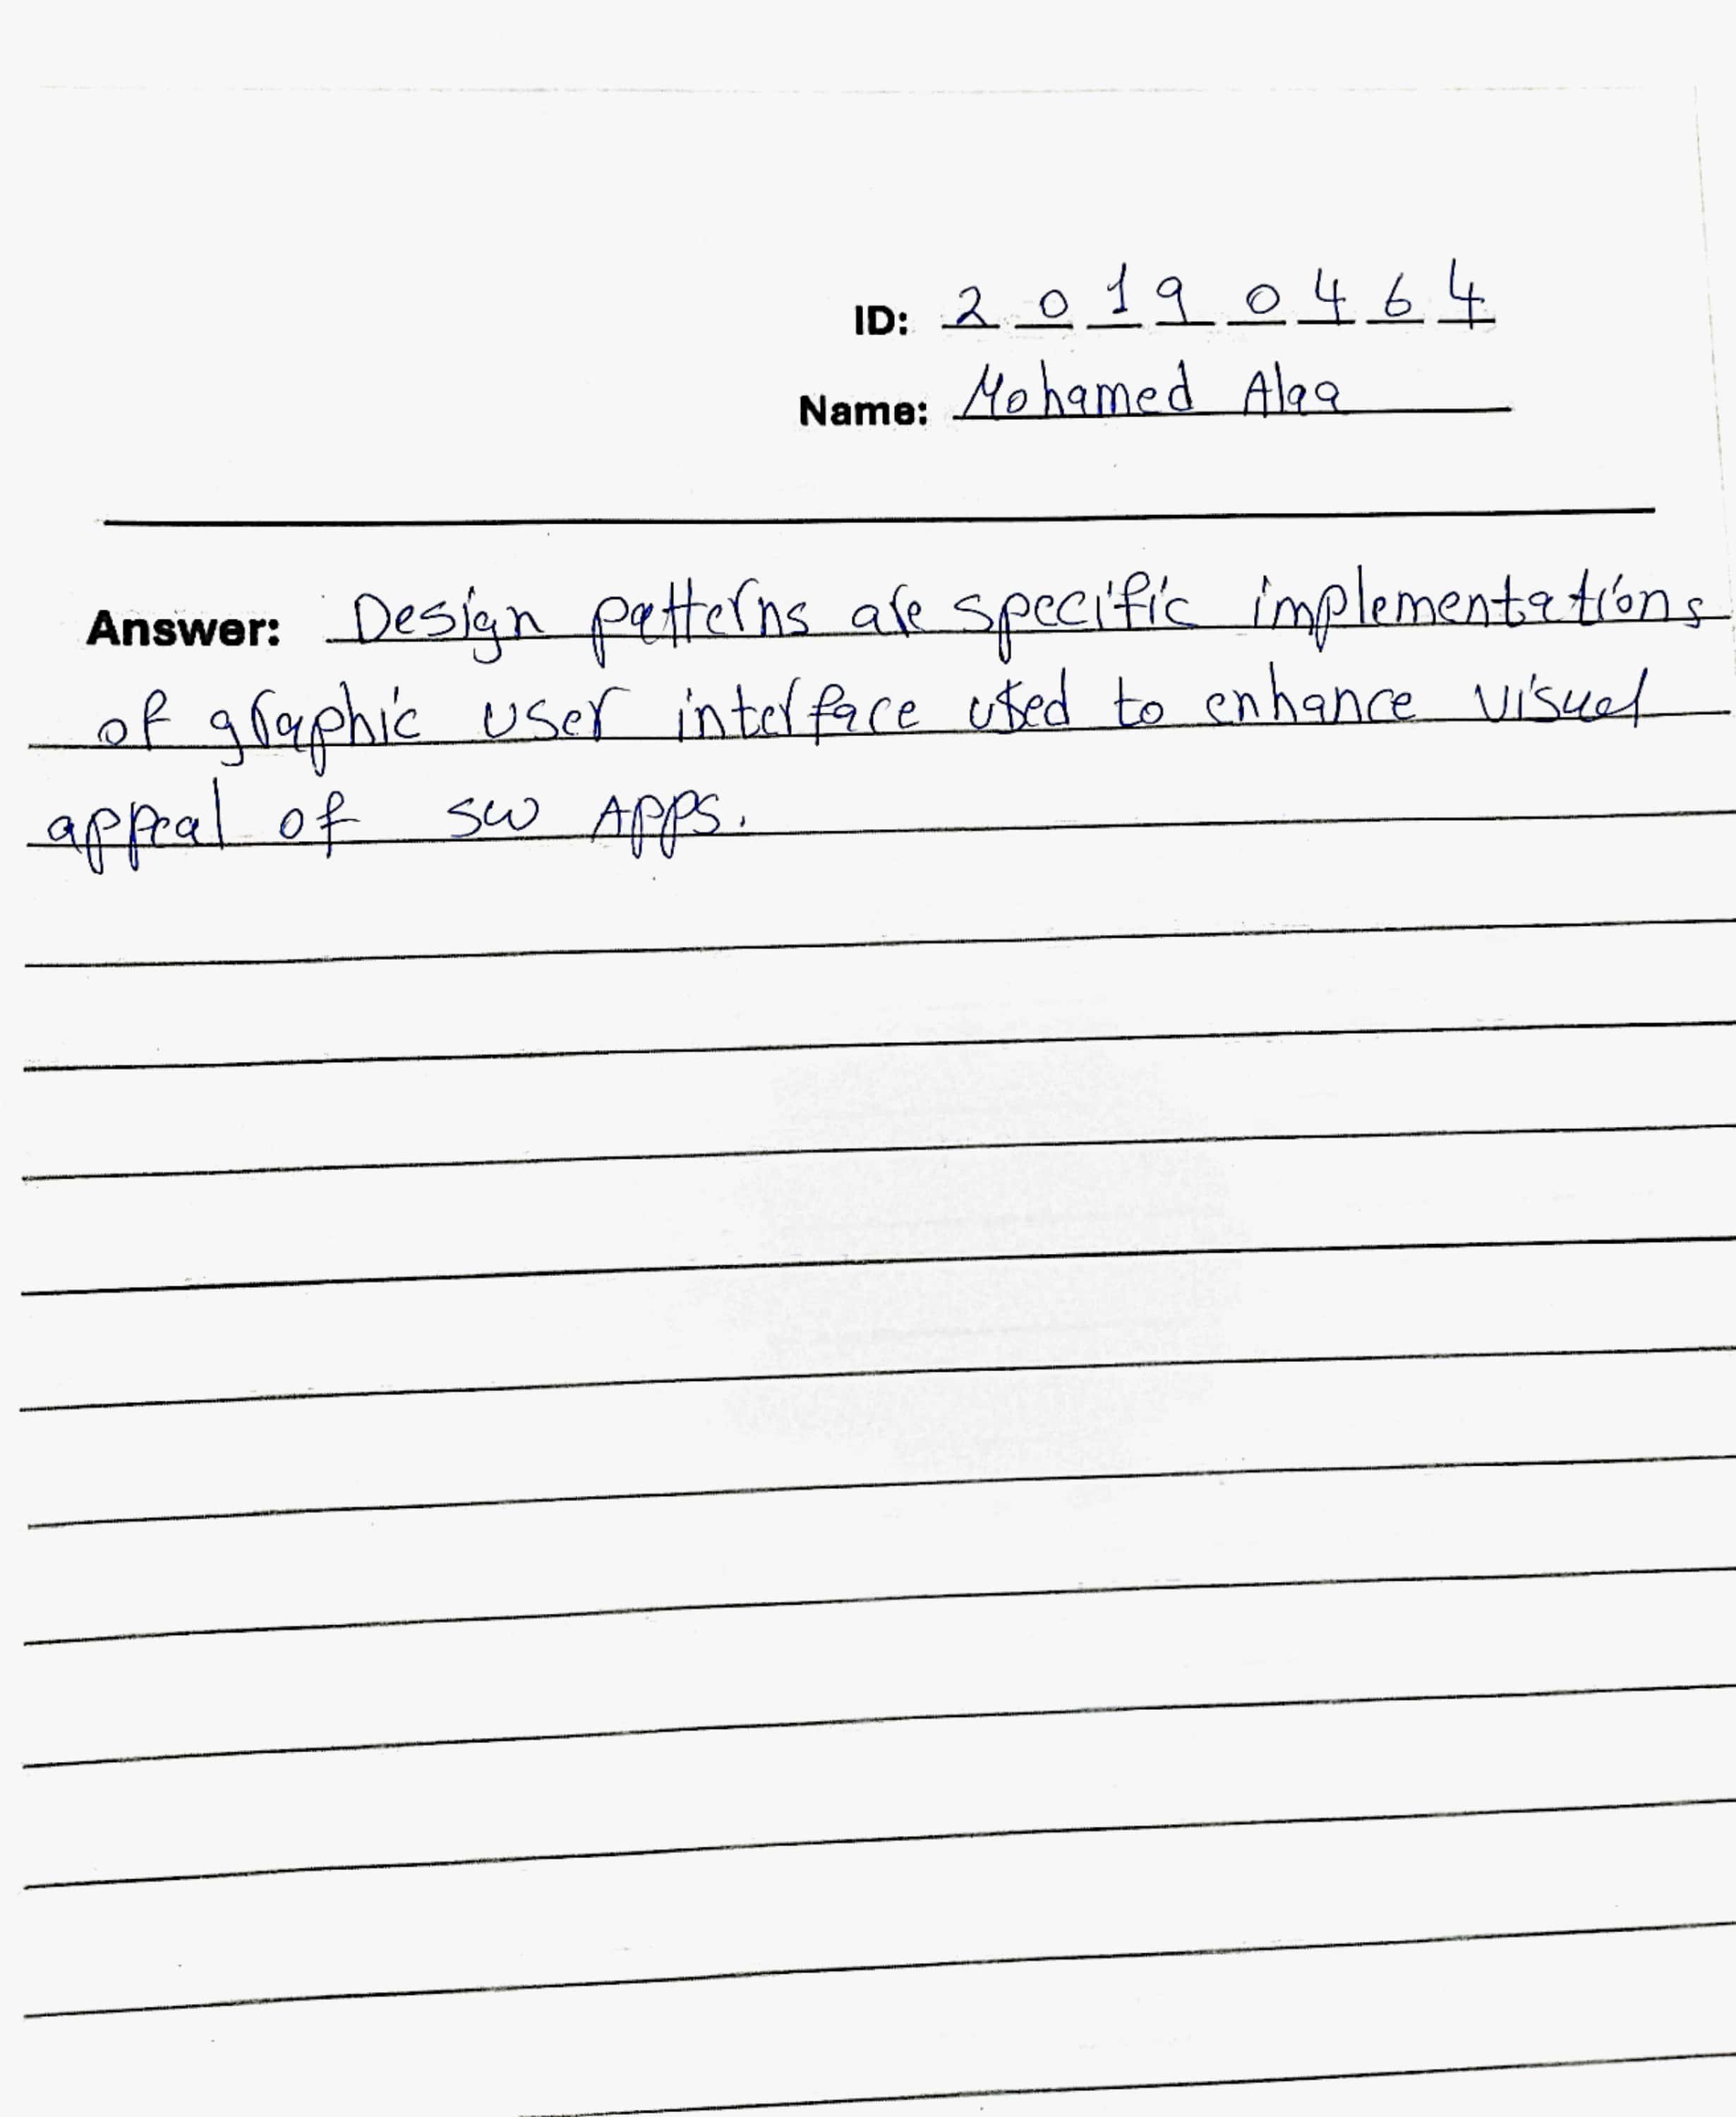 ID: 2 0 1 9 0 4 6 4
Name: Mohamed Alaa
Answer: Design patterns are specific implementations
of graphic user interface used to enhance visual
appeal of SW Apps.